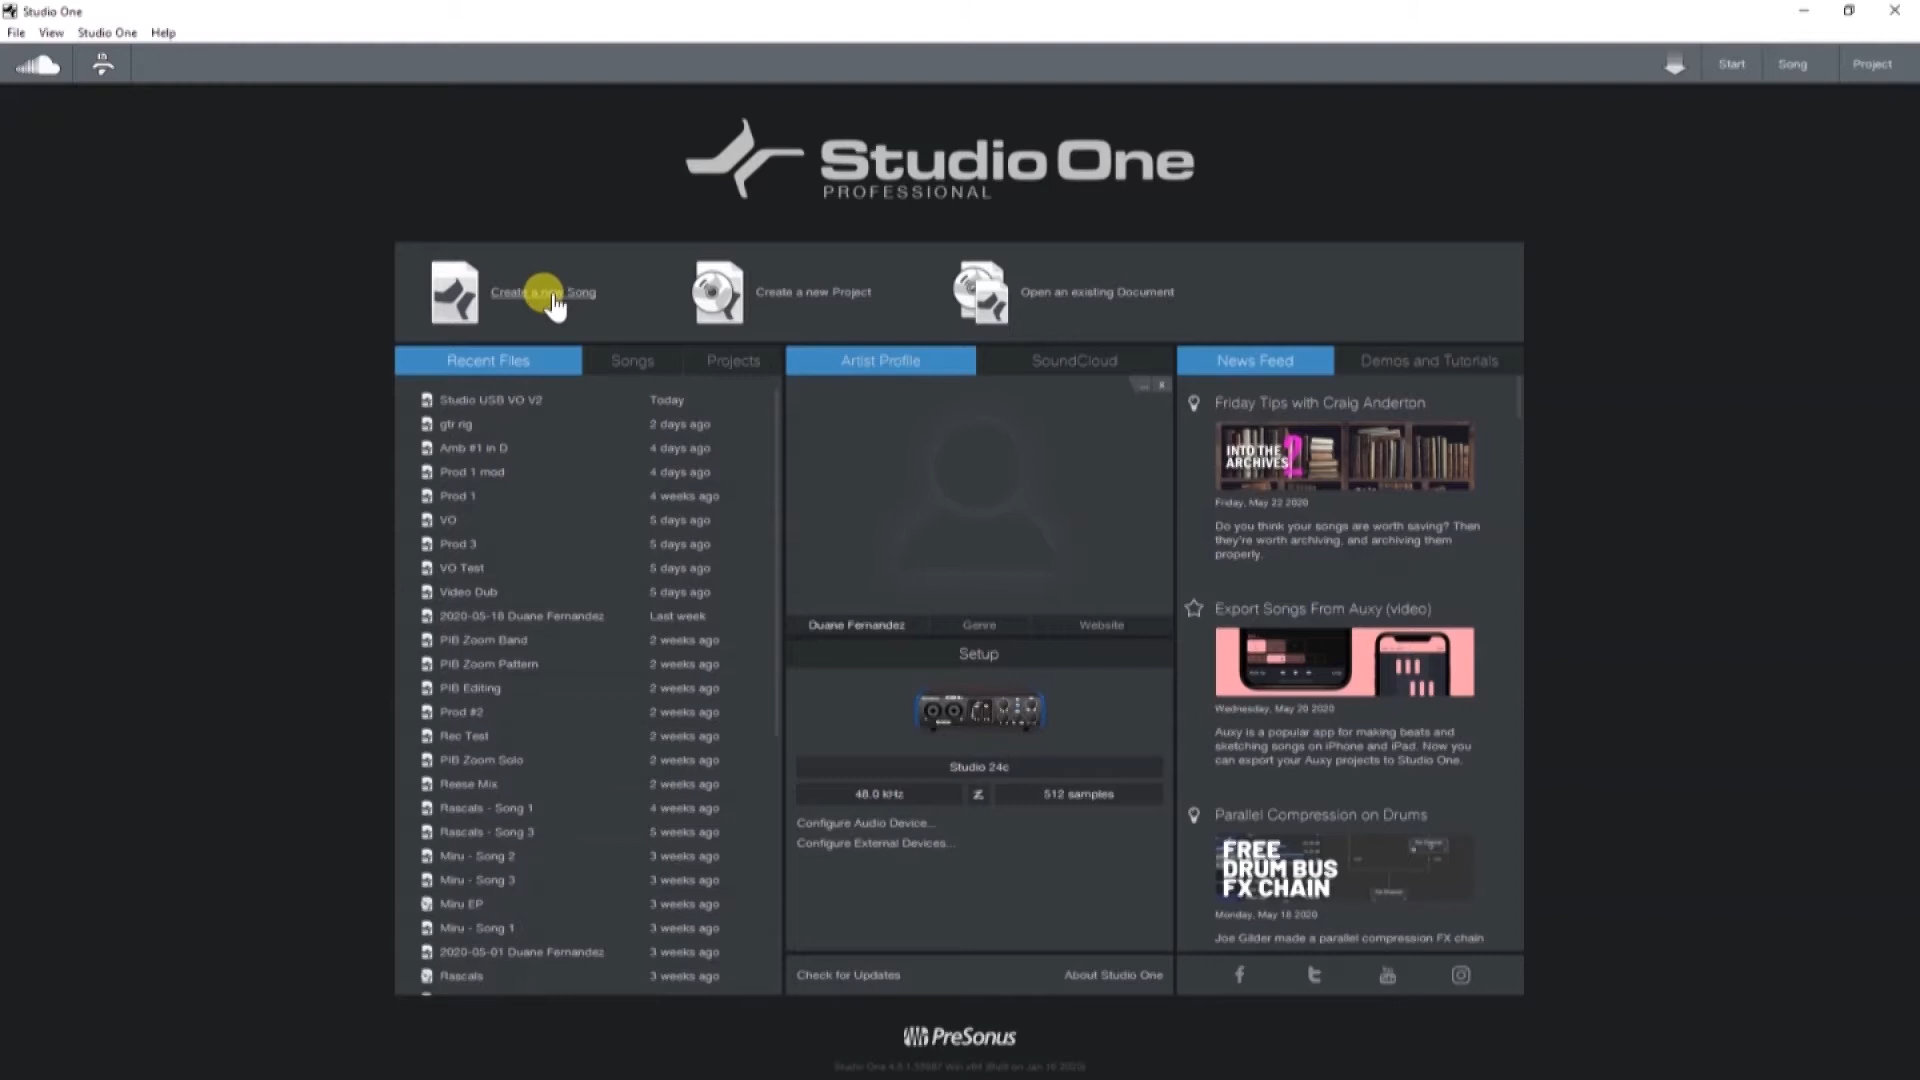 Studio One
File View Studio One Help
Start Song Project
Studio One
PROFESSIONAL
Create a new Song
Create a new Project
Open an existing Document
Recent Files Songs Projects
Studio USB VO V2 Today
gtr rig 2 days ago
Amb #1 in D 4 days ago
Prod 1 mod 4 days ago
Prod 1 4 weeks ago
VO 5 days ago
Prod 3 5 days ago
VO Test 5 days ago
Video Dub 5 days ago
2020-05-18 Duane Fernandez Last week
PIB Zoom Band 2 weeks ago
PIB Zoom Pattern 2 weeks ago
PIB Editing 2 weeks ago
Prod #2 2 weeks ago
Rec Test 2 weeks ago
PIB Zoom Solo 2 weeks ago
Reese Mix 2 weeks ago
Rascals - Song 1 4 weeks ago
Rascals - Song 3 5 weeks ago
Miru - Song 2 3 weeks ago
Miru - Song 3 3 weeks ago
Miru EP 3 weeks ago
Miru - Song 1 3 weeks ago
2020-05-01 Duane Fernandez 3 weeks ago
Rascals 3 weeks ago
Artist Profile SoundCloud
... x
Duane Fernandez Genre Website
Setup
Studio 24c
48.0 kHz Z 512 samples
Configure Audio Device...
Configure External Devices...
Check for Updates About Studio One
News Feed Demos and Tutorials
Friday Tips with Craig Anderton
INTO THE
ARCHIVES 2
Friday, May 22 2020
Do you think your songs are worth saving? Then
they're worth archiving, and archiving them
properly.
Export Songs From Auxy (video)
Wednesday, May 20 2020
Auxy is a popular app for making beats and
sketching songs on iPhone and iPad. Now you
can export your Auxy projects to Studio One.
Parallel Compression on Drums
FREE
DRUM BUS
FX CHAIN
Monday, May 18 2020
Joe Gilder made a parallel compression FX chain
PreSonus